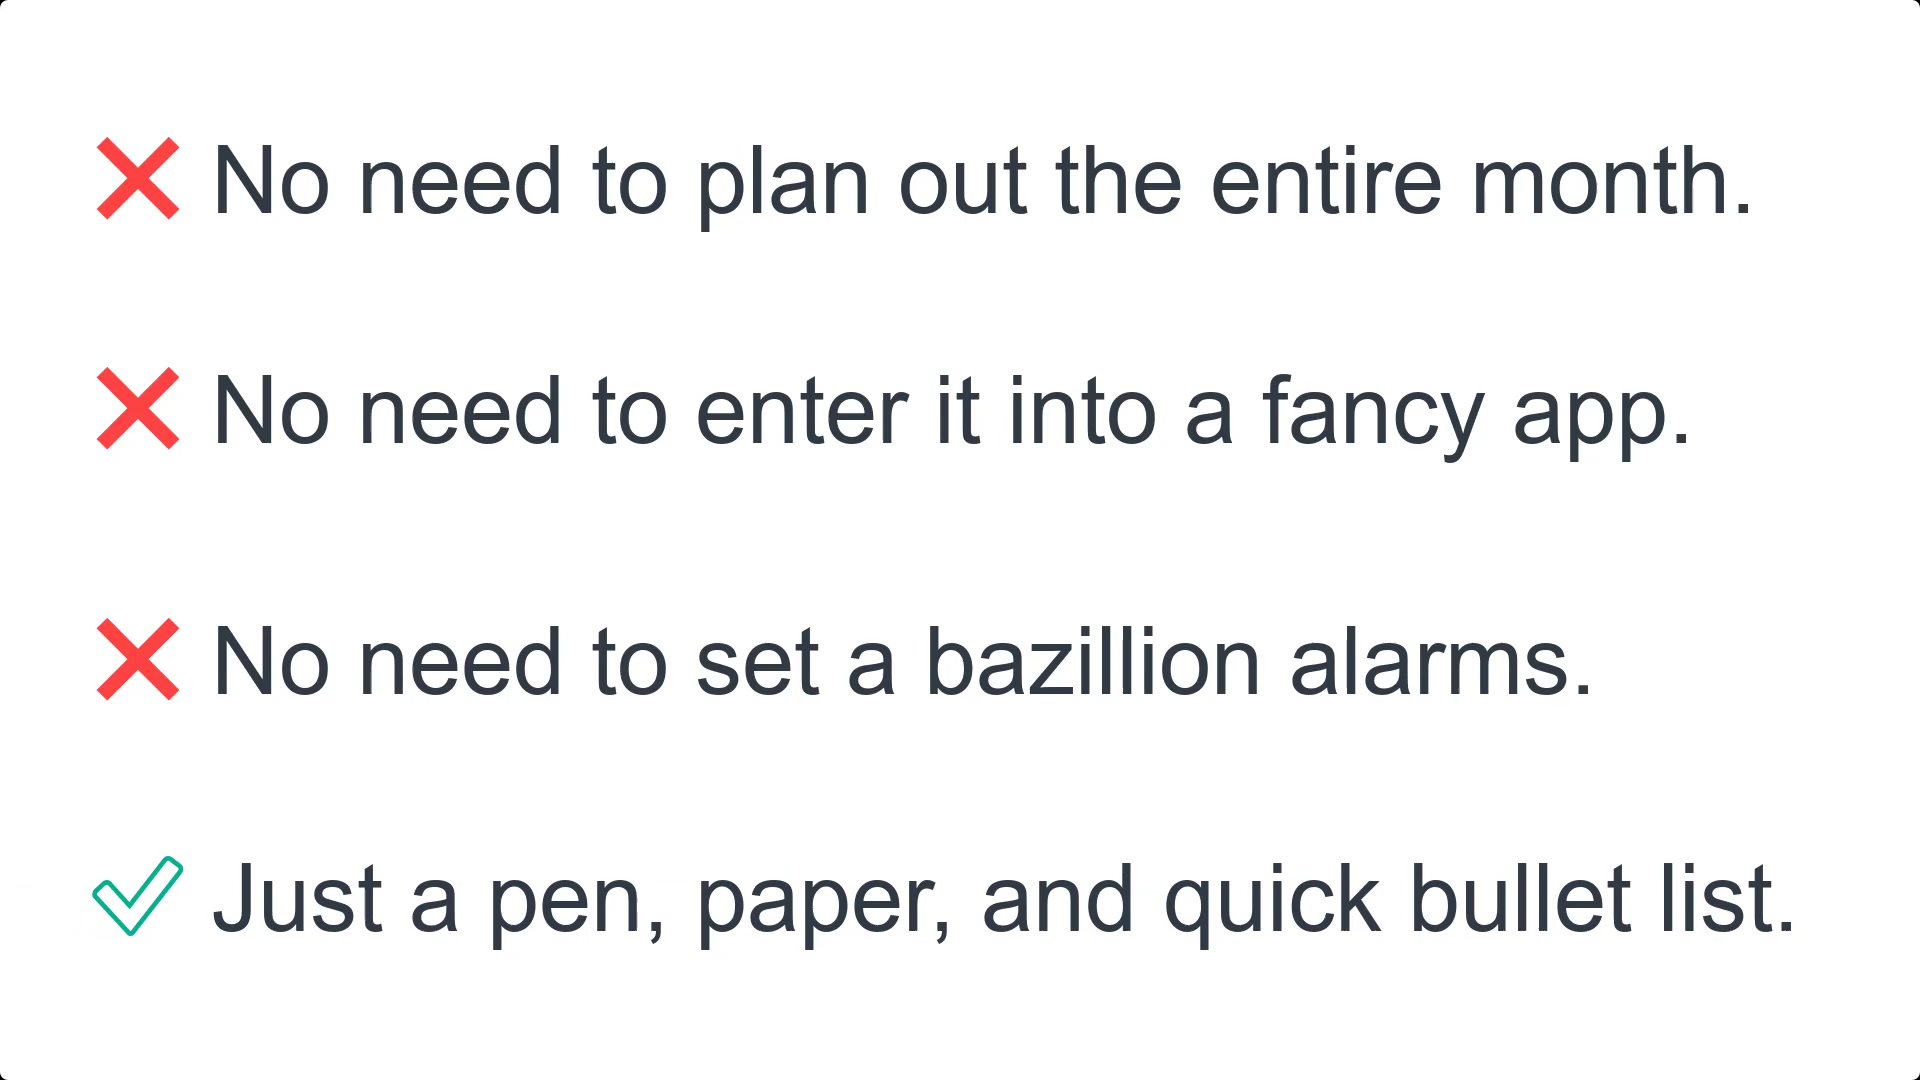 No need to plan out the entire month.
No need to enter it into a fancy app.
No need to set a bazillion alarms.
Just a pen, paper, and quick bullet list.